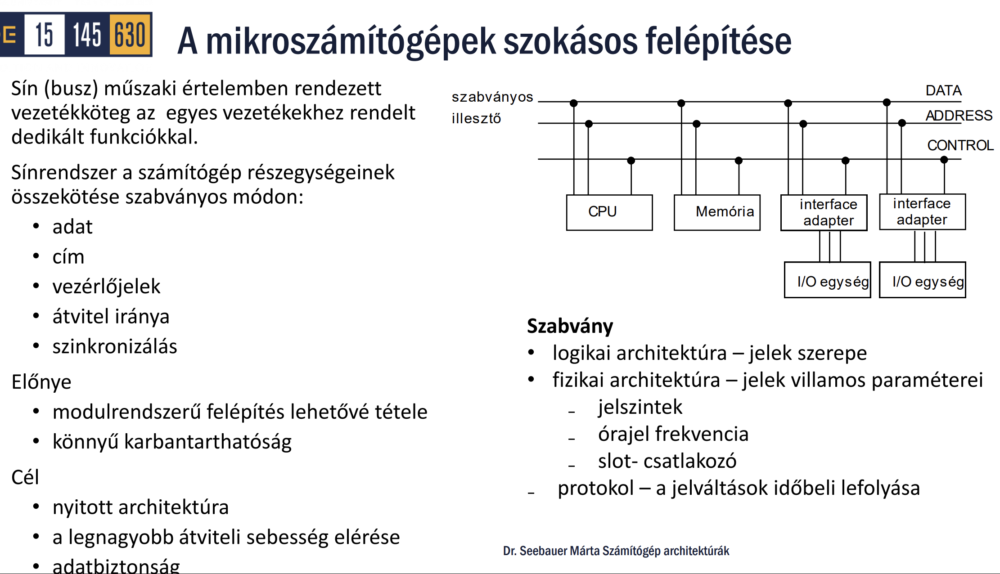 E 15 145 630
A mikroszámítógépek szokásos felépítése
Sín (busz) műszaki értelemben rendezett
vezetékköteg az  egyes vezetékekhez rendelt
dedikált funkciókkal.
Sínrendszer a számítógép részegységeinek
összekötése szabványos módon:
• adat
• cím
• vezérlőjelek
• átvitel iránya
• szinkronizálás
Előnye
• modulrendszerű felépítés lehetővé tétele
• könnyű karbantarthatóság
Cél
• nyitott architektúra
• a legnagyobb átviteli sebesség elérése
• adatbiztonság
szabványos
illesztő
DATA
ADDRESS
CONTROL
CPU
Memória
interface
adapter
interface
adapter
I/O egység
I/O egység
Szabvány
• logikai architektúra – jelek szerepe
• fizikai architektúra – jelek villamos paraméterei
– jelszintek
– órajel frekvencia
– slot- csatlakozó
– protokol – a jelváltások időbeli lefolyása
Dr. Seebauer Márta Számítógép architektúrák